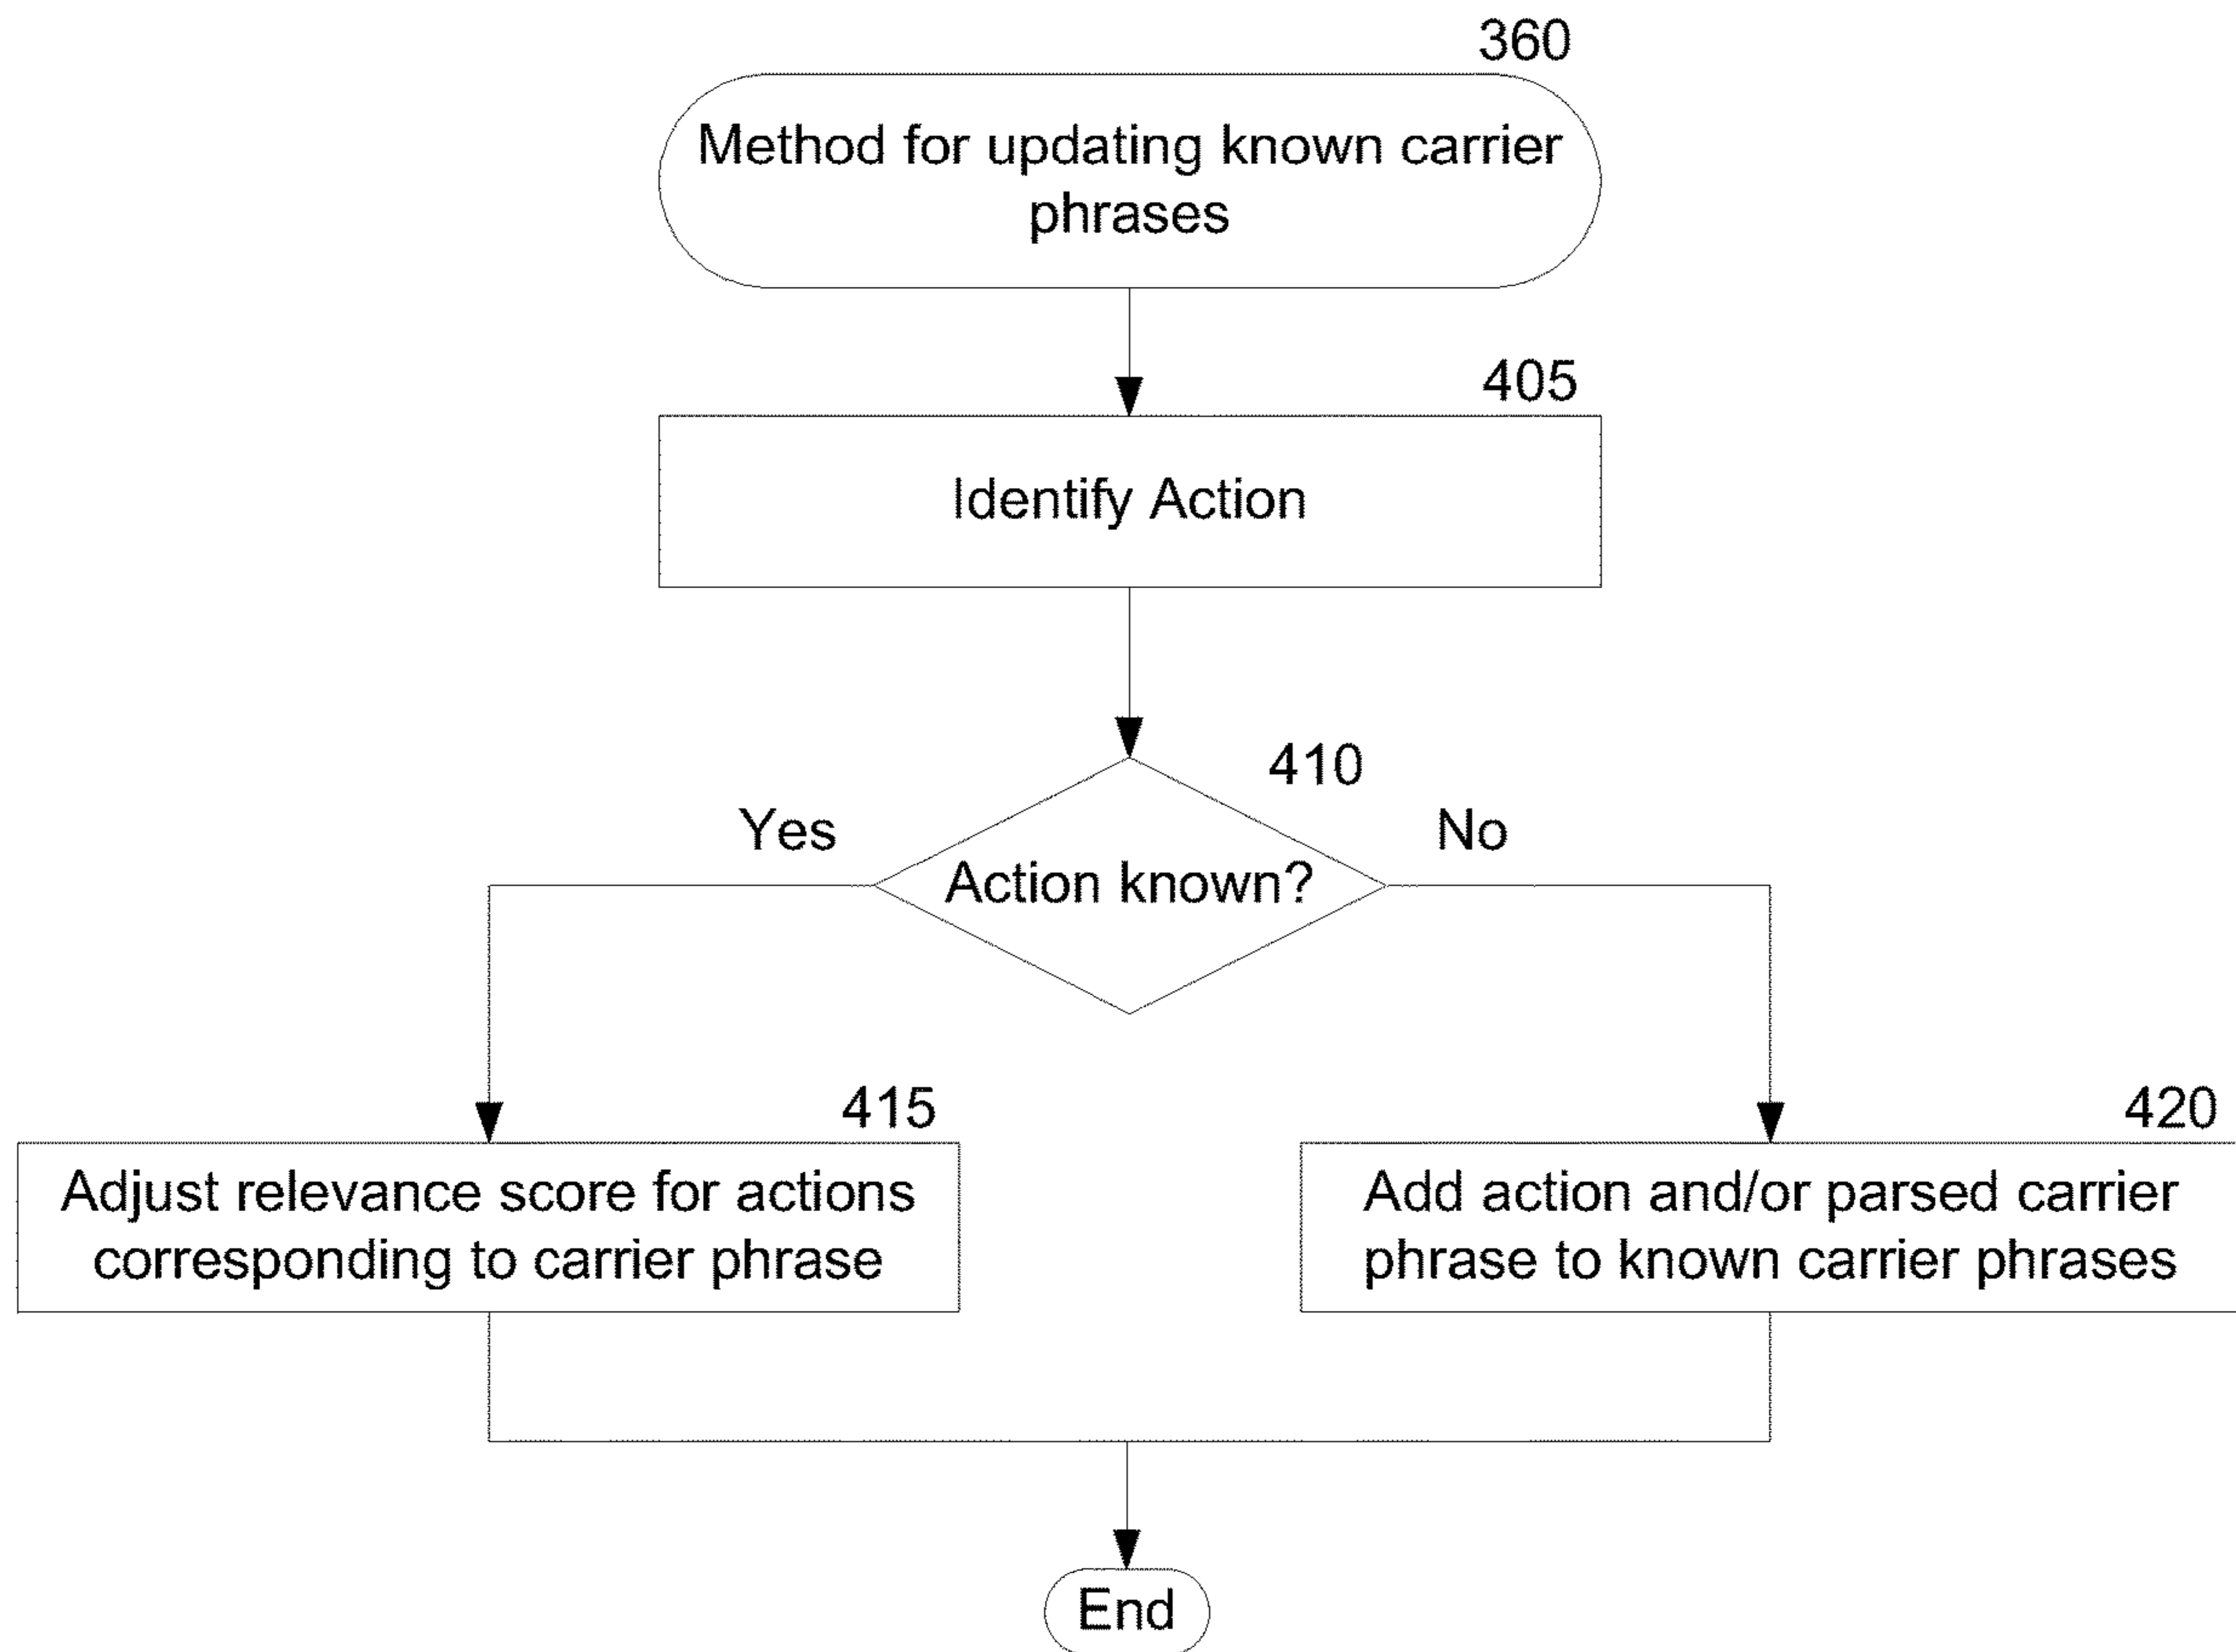 360
Method for updating known carrier
phrases
405
Identify Action
410
Yes
No
Action known?
415
420
Adjust relevance score for actions
corresponding to carrier phrase
Add action and/or parsed carrier
phrase to known carrier phrases
End